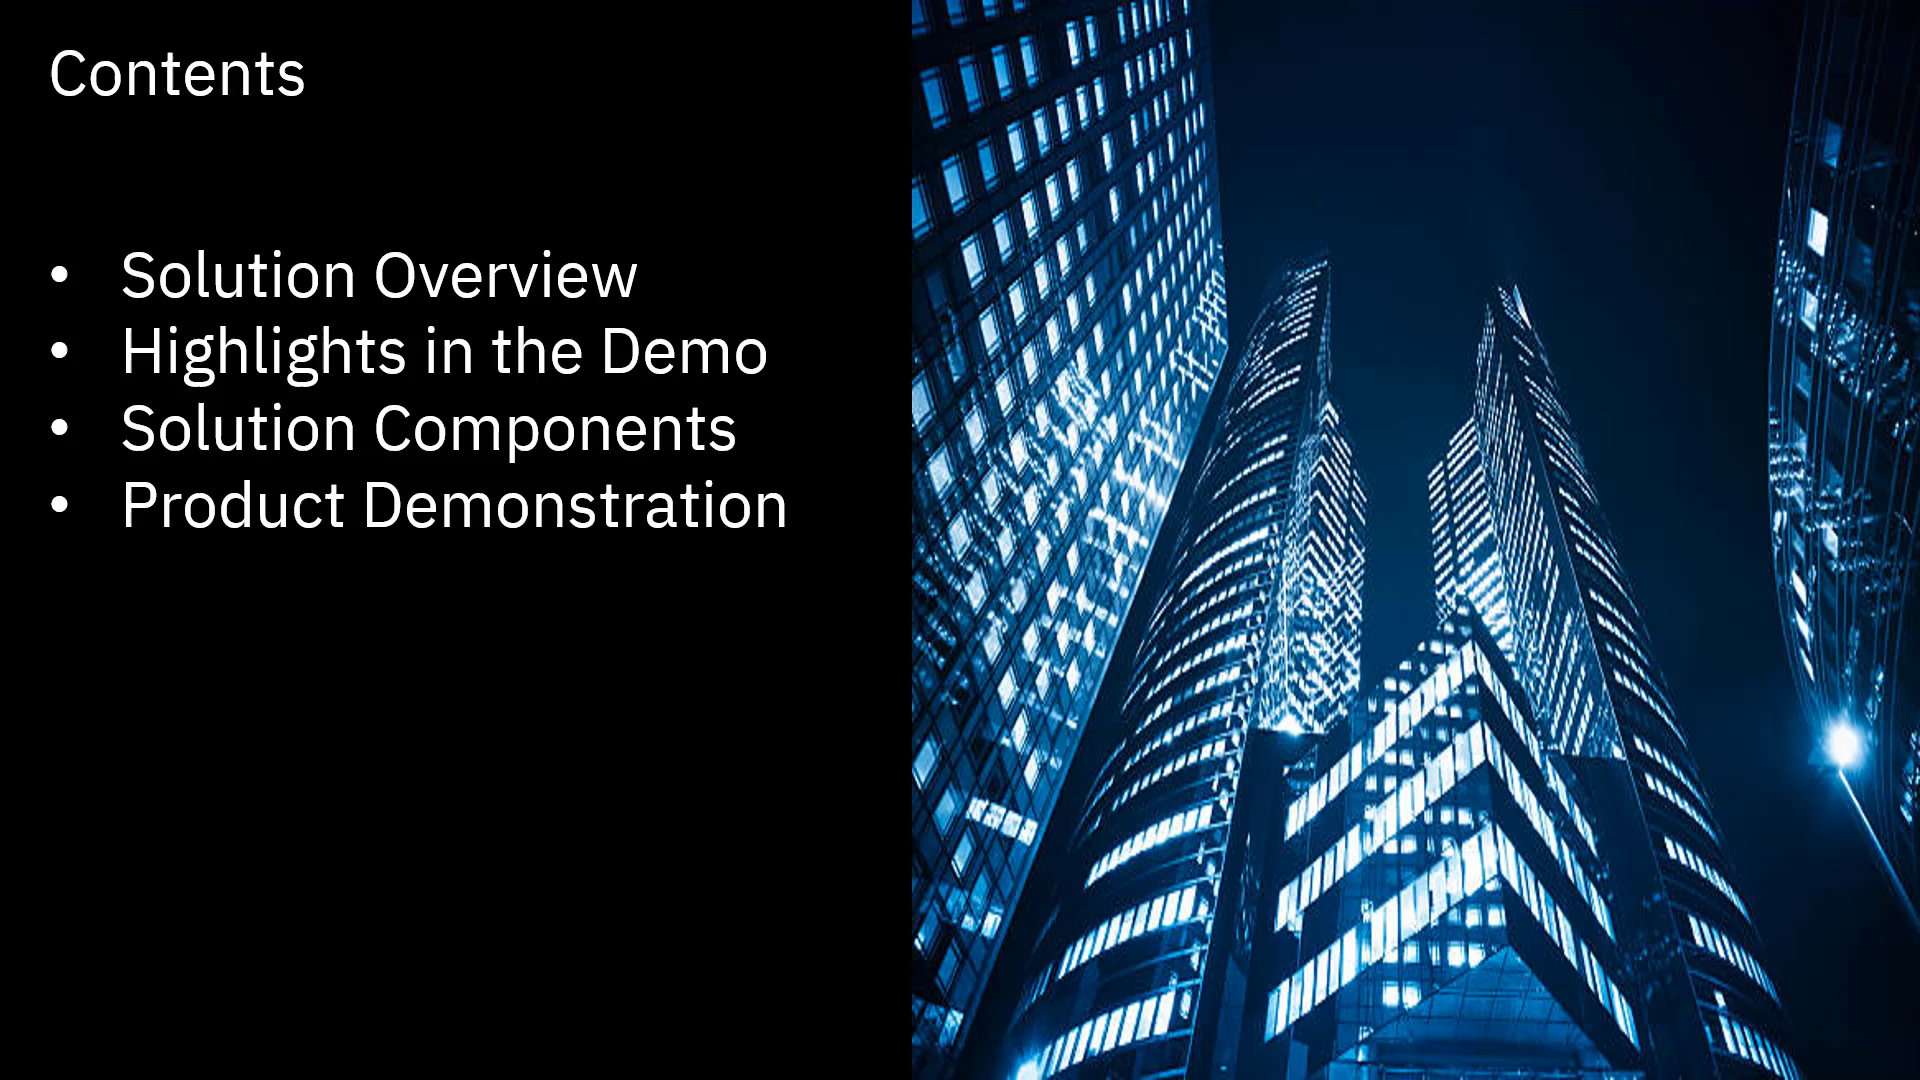 Contents
• Solution Overview
• Highlights in the Demo
• Solution Components
• Product Demonstration